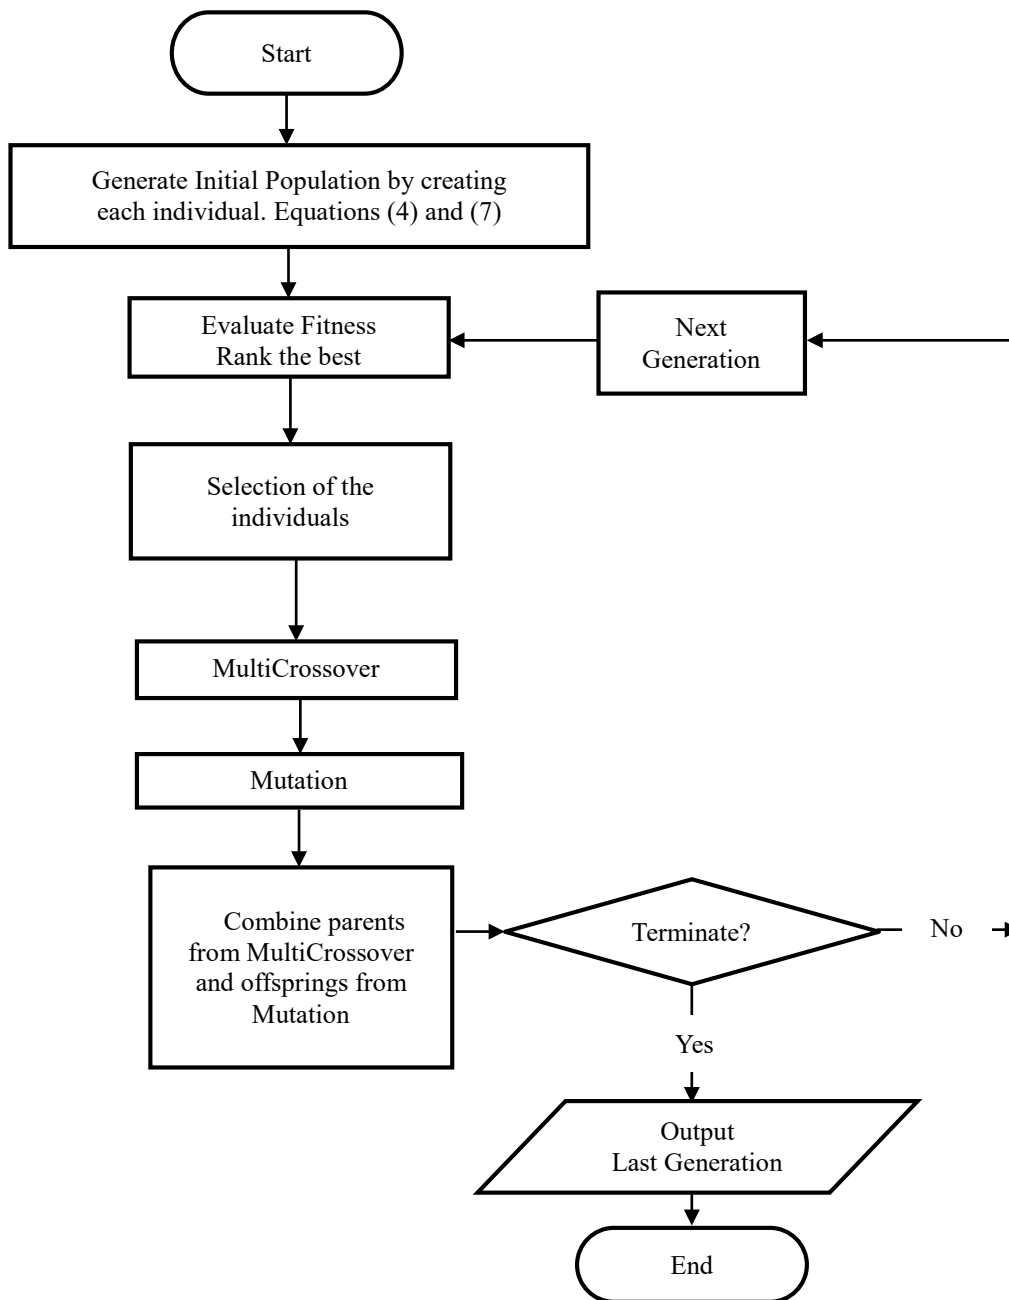 Start
Generate Initial Population by creating
each individual. Equations (4) and (7)
Evaluate Fitness
Rank the best
Next
Generation
Selection of the
individuals
MultiCrossover
Mutation
Combine parents
from MultiCrossover
and offsprings from
Mutation
Terminate?
No
Yes
Output
Last Generation
End